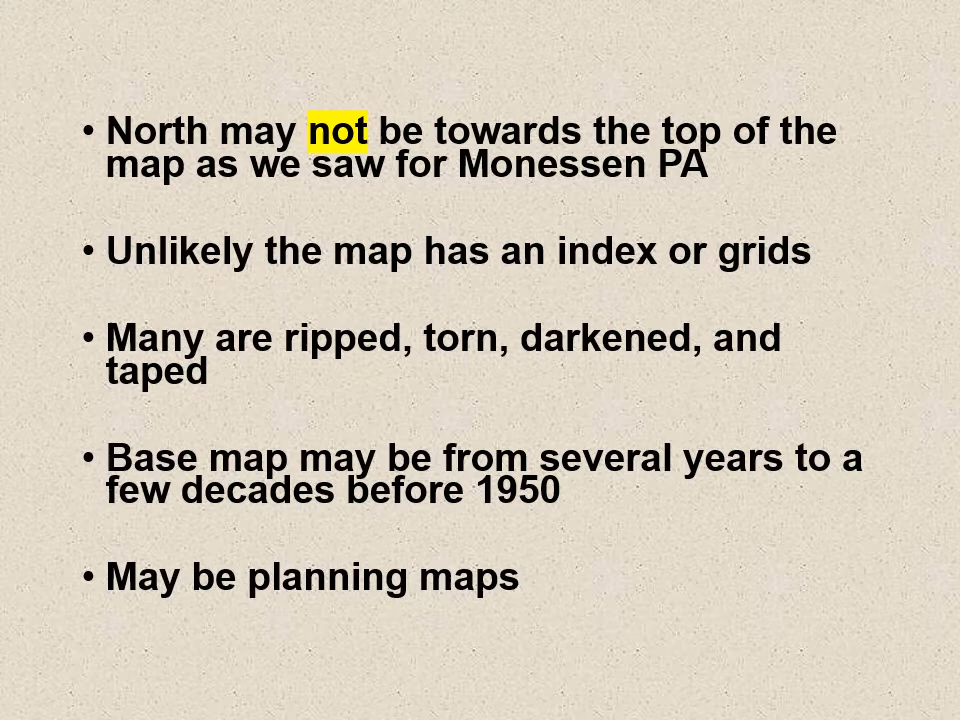 • North may not be towards the top of the
map as we saw for Monessen PA
• Unlikely the map has an index or grids
• Many are ripped, torn, darkened, and
taped
• Base map may be from several years to a
few decades before 1950
• May be planning maps